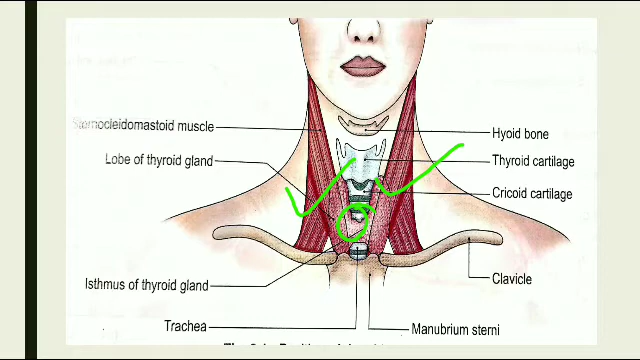 Sternocleidomastoid muscle
Hyoid bone
Lobe of thyroid gland
Thyroid cartilage
Cricoid cartilage
Isthmus of thyroid gland
Clavicle
Trachea
Manubrium sterni